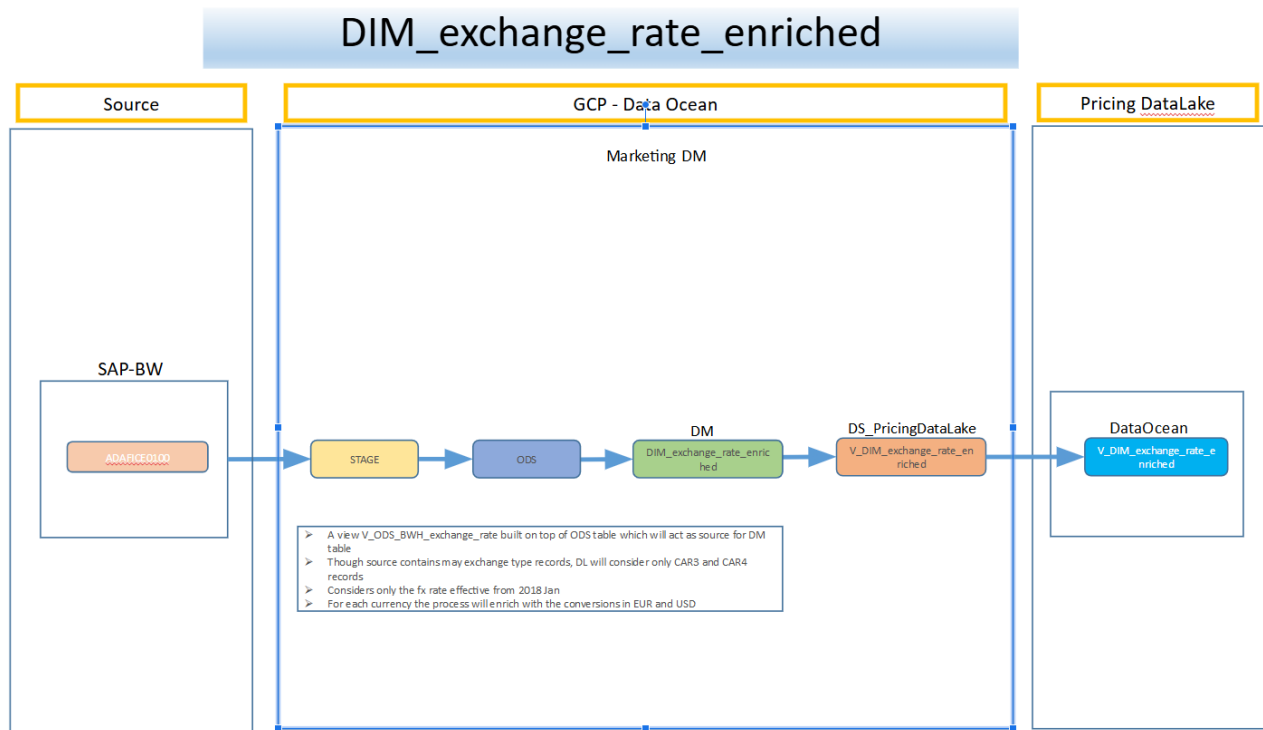 DIM_exchange_rate_enriched
Source
GCP - Data Ocean
Pricing DataLake
Marketing DM
SAP-BW
ADAFICE0100
STAGE
ODS
DM
DIM_exchange_rate_enric
hed
DS_PricingDataLake
V_DIM_exchange_rate_en
riched
DataOcean
V_DIM_exchange_rate_e
nriched
➢ A view V_ODS_BWH_exchange_rate built on top of ODS table which will act as source for DM
table
➢ Though source contains may exchange type records, DL will consider only CAR3 and CAR4
records
➢ Considers only the fx rate effective from 2018 Jan
➢ For each currency the process will enrich with the conversions in EUR and USD